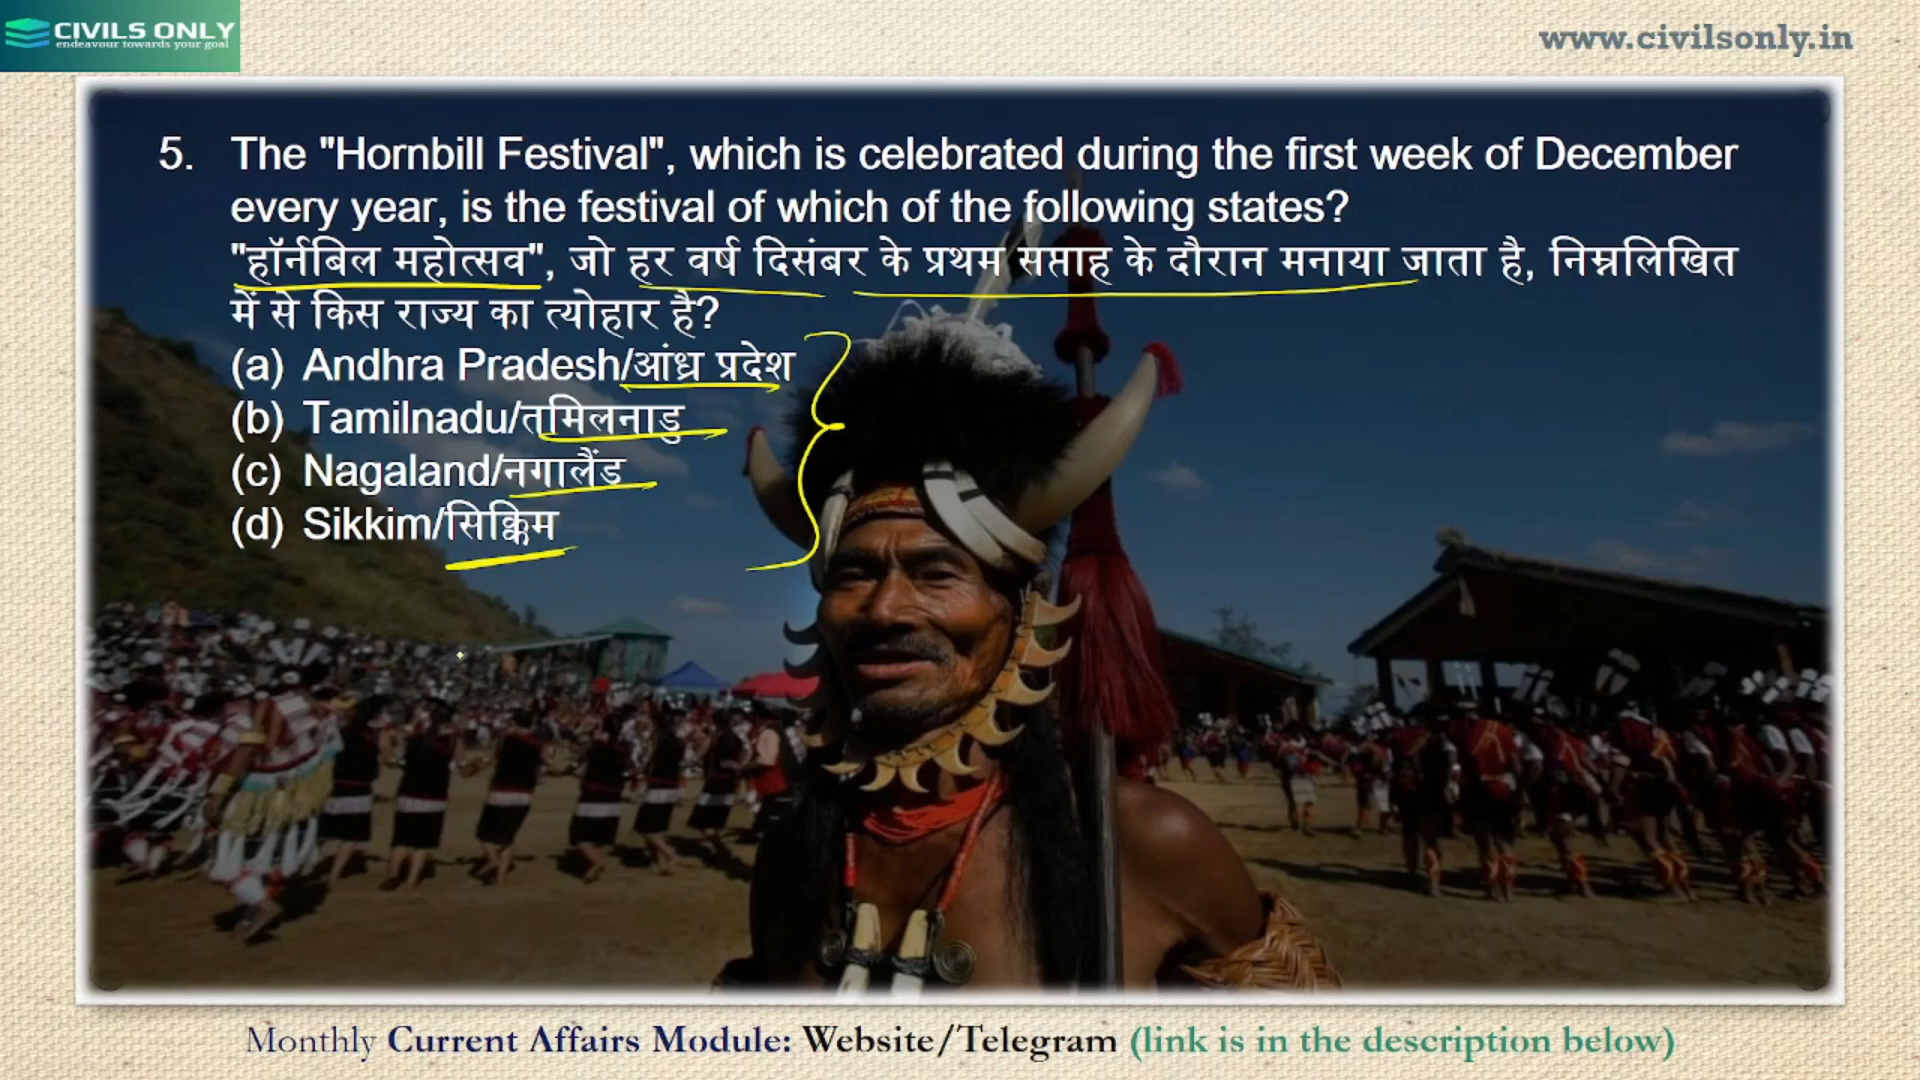 CIVILS ONLY
endeavour towards your goal
www.civilsonly.in
5. The "Hornbill Festival", which is celebrated during the first week of December
every year, is the festival of which of the following states?
"हॉर्नबिल महोत्सव", जो हर वर्ष दिसंबर के प्रथम सप्ताह के दौरान मनाया जाता है, निम्नलिखित
में से किस राज्य का त्योहार है?
(a) Andhra Pradesh/आंध्र प्रदेश
(b) Tamilnadu/तमिलनाडु
(c) Nagaland/नगालैंड
(d) Sikkim/सिक्किम
Monthly Current Affairs Module: Website/Telegram (link is in the description below)